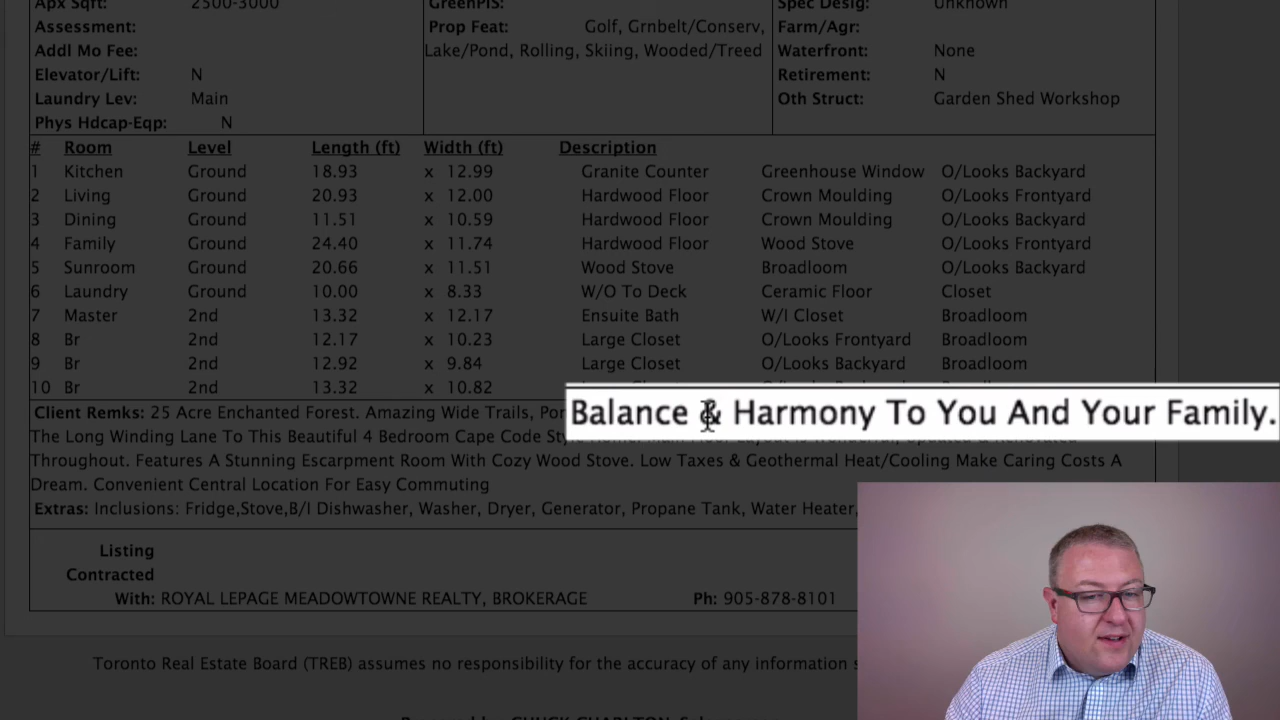 Apx Sqft: 2500-3000 GreenPIS: Spec Desig: Unknown
Assessment: Prop Feat: Golf, Grnbelt/Conserv, Farm/Agr:
Addl Mo Fee: Lake/Pond, Rolling, Skiing, Wooded/Treed Waterfront: None
Elevator/Lift: N Retirement: N
Laundry Lev: Main Oth Struct: Garden Shed Workshop
Phys Hdcap-Eqp: N
# Room Level Length (ft) Width (ft) Description
1 Kitchen Ground 18.93 x 12.99 Granite Counter Greenhouse Window O/Looks Backyard
2 Living Ground 20.93 x 12.00 Hardwood Floor Crown Moulding O/Looks Frontyard
3 Dining Ground 11.51 x 10.59 Hardwood Floor Crown Moulding O/Looks Backyard
4 Family Ground 24.40 x 11.74 Hardwood Floor Wood Stove O/Looks Frontyard
5 Sunroom Ground 20.66 x 11.51 Wood Stove Broadloom O/Looks Backyard
6 Laundry Ground 10.00 x 8.33 W/O To Deck Ceramic Floor Closet
7 Master 2nd 13.32 x 12.17 Ensuite Bath W/I Closet Broadloom
8 Br 2nd 12.17 x 10.23 Large Closet O/Looks Frontyard Broadloom
9 Br 2nd 12.92 x 9.84 Large Closet O/Looks Backyard Broadloom
10 Br 2nd 13.32 x 10.82
Client Remks: 25 Acre Enchanted Forest. Amazing Wide Trails,
Balance & Harmony To You And Your Family.
The Long Winding Lane To This Beautiful 4 Bedroom Cape Code
Throughout. Features A Stunning Escarpment Room With Cozy Wood Stove. Low Taxes & Geothermal Heat/Cooling Make Caring Costs A
Dream. Convenient Central Location For Easy Commuting
Extras: Inclusions: Fridge,Stove,B/I Dishwasher, Washer, Dryer, Generator, Propane Tank, Water Heater,
Listing
Contracted
With: ROYAL LEPAGE MEADOWTOWNE REALTY, BROKERAGE Ph: 905-878-8101
Toronto Real Estate Board (TREB) assumes no responsibility for the accuracy of any information